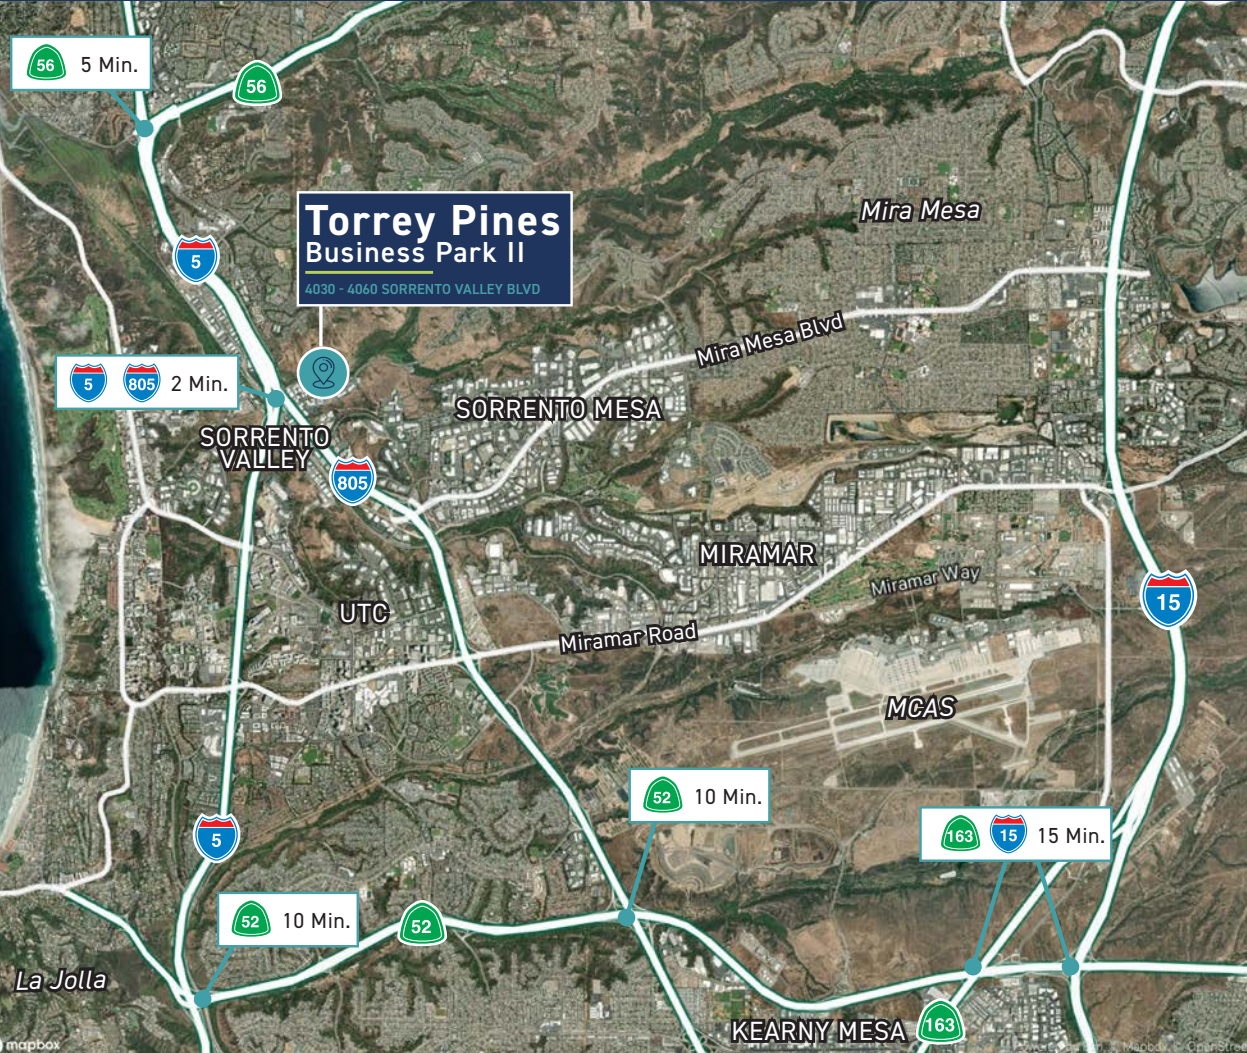 56 5 Min.
56
Torrey Pines
Business Park II
4030 - 4060 SORRENTO VALLEY BLVD
Mira Mesa
5
Mira Mesa Blvd
5 805 2 Min.
SORRENTO MESA
SORRENTO
VALLEY
805
MIRAMAR
Miramar Way
15
UTC
Miramar Road
MCAS
52 10 Min.
163 15 15 Min.
5
52 10 Min.
52
La Jolla
KEARNY MESA
163
mapbox
Mapbox